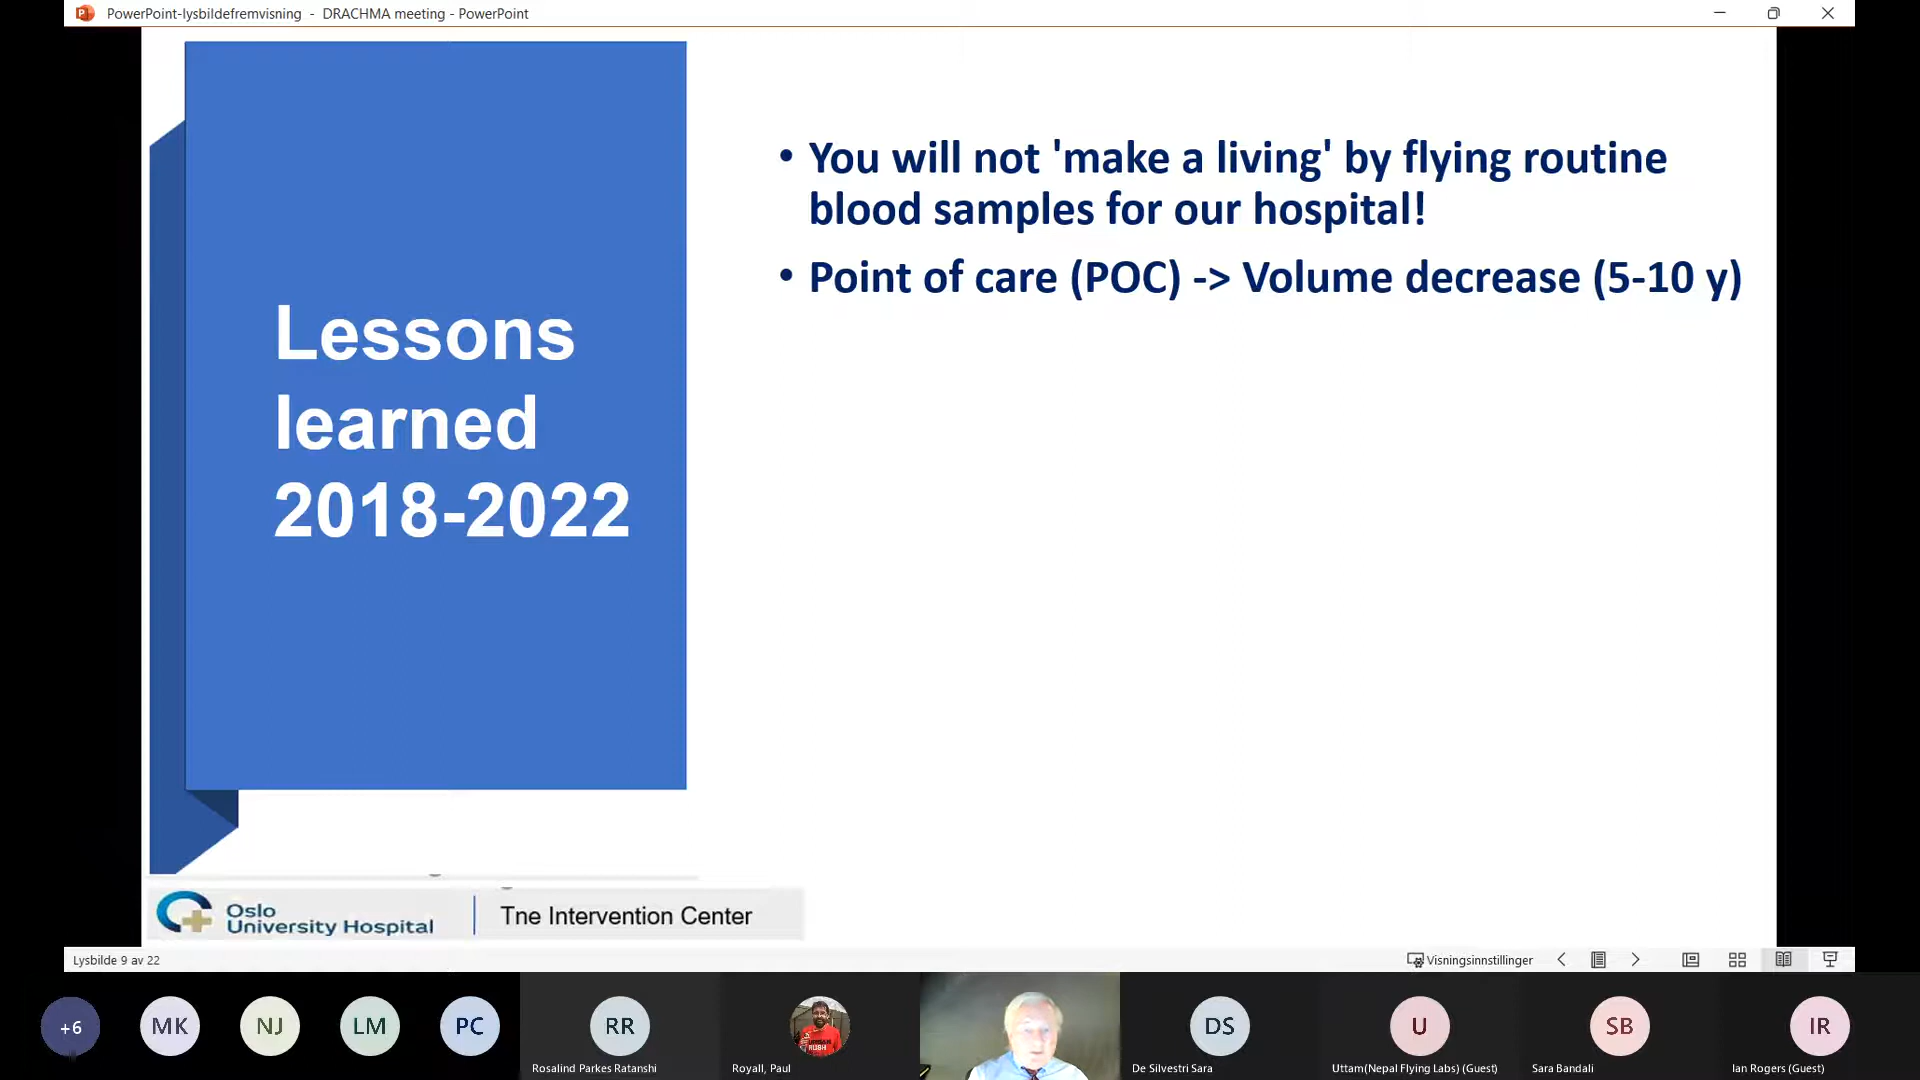 PowerPoint-lysbildefremvisning - DRACHMA meeting - PowerPoint
Lessons
learned
2018-2022
• You will not 'make a living' by flying routine
blood samples for our hospital!
• Point of care (POC) -> Volume decrease (5-10 y)
Oslo
University Hospital
Tne Intervention Center
Lysbilde 9 av 22
Visningsinnstillinger
+6
MK
NJ
LM
PC
RR
DS
U
SB
IR
Rosalind Parkes Ratanshi
Royall, Paul
De Silvestri Sara
Uttam(Nepal Flying Labs) (Guest)
Sara Bandali
Ian Rogers (Guest)